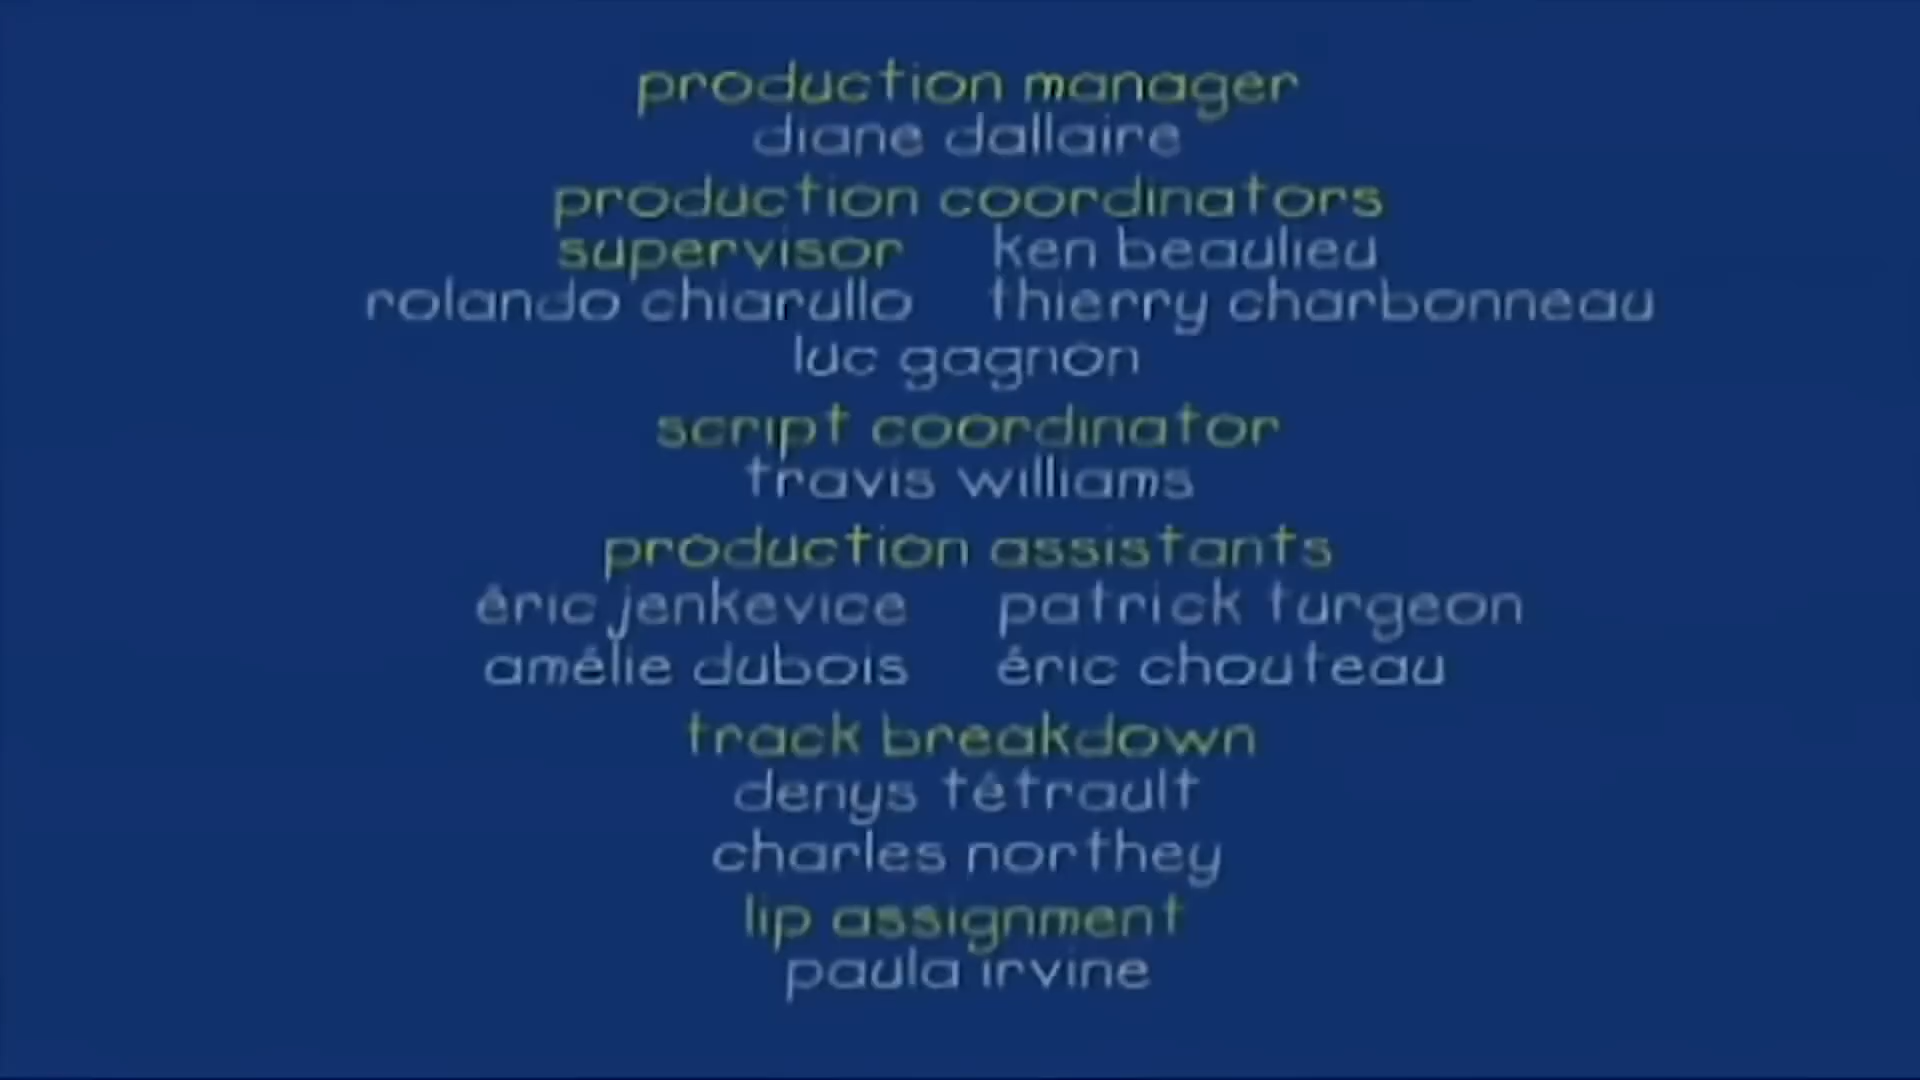 production manager
diane dallaire
production coordinators
supervisor ken beaulieu
rolando chiarullo thierry charbonneau
luc gagnon
script coordinator
travis williams
production assistants
éric jenkevice patrick turgeon
amélie dubois éric chouteau
track breakdown
denys tétrault
charles northey
lip assignment
paula irvine